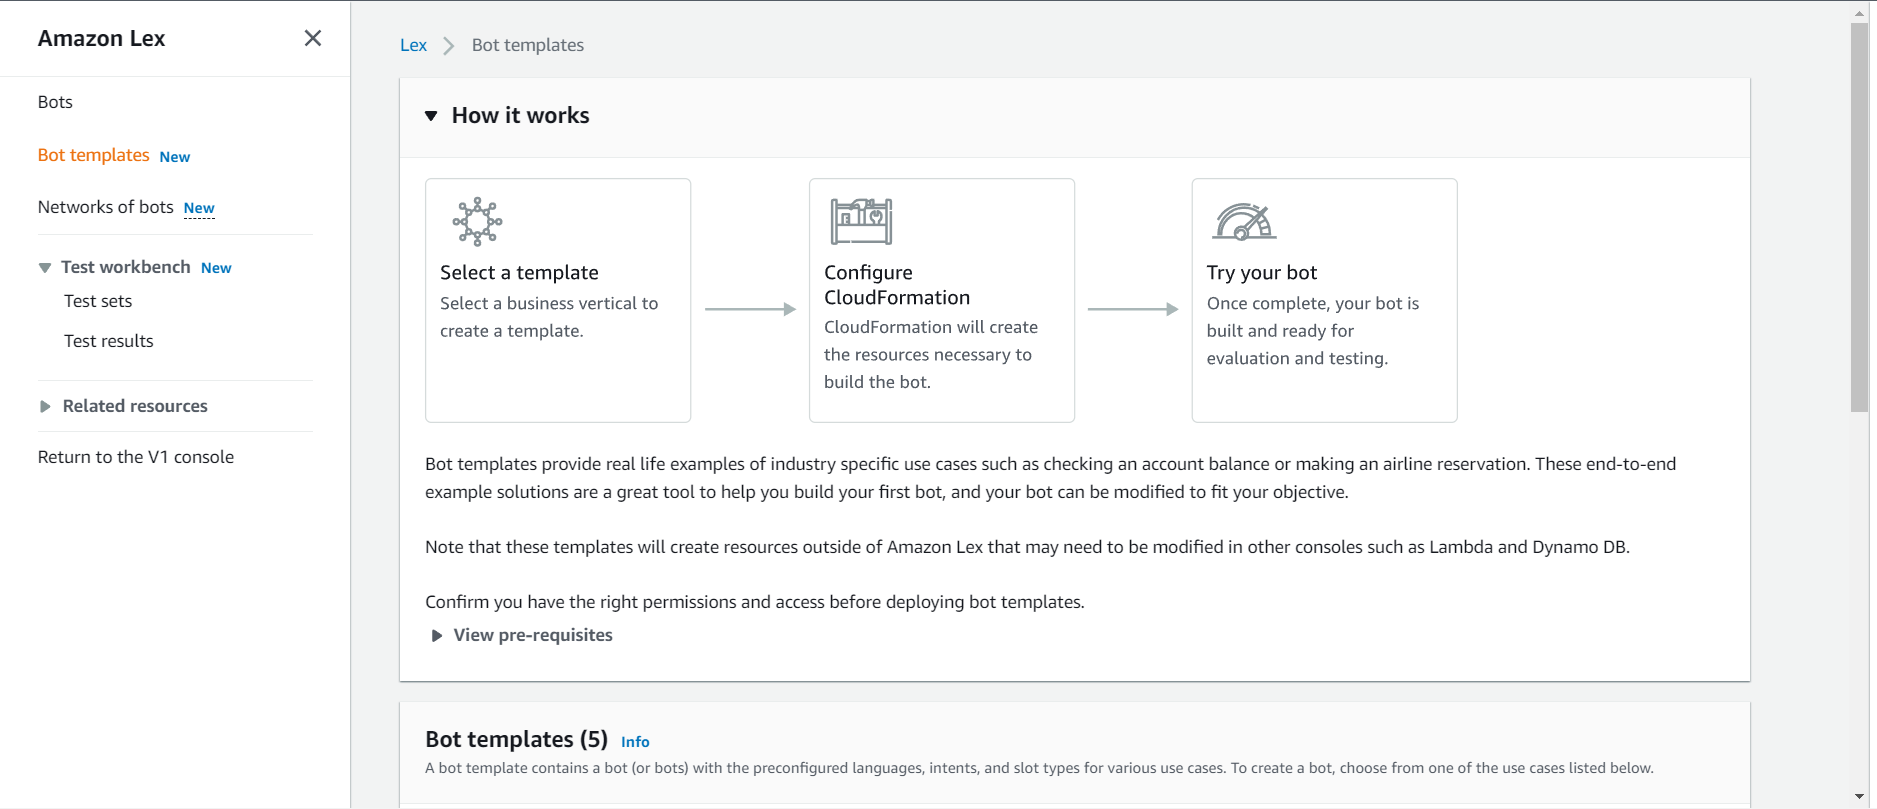 Amazon Lex
Bots
Bot templates New
Networks of bots New
Test workbench New
Test sets
Test results
Related resources
Return to the V1 console
Lex Bot templates
How it works
Select a template
Select a business vertical to
create a template.
Configure
CloudFormation
CloudFormation will create
the resources necessary to
build the bot.
Try your bot
Once complete, your bot is
built and ready for
evaluation and testing.
Bot templates provide real life examples of industry specific use cases such as checking an account balance or making an airline reservation. These end-to-end
example solutions are a great tool to help you build your first bot, and your bot can be modified to fit your objective.
Note that these templates will create resources outside of Amazon Lex that may need to be modified in other consoles such as Lambda and Dynamo DB.
Confirm you have the right permissions and access before deploying bot templates.
View pre-requisites
Bot templates (5) Info
A bot template contains a bot (or bots) with the preconfigured languages, intents, and slot types for various use cases. To create a bot, choose from one of the use cases listed below.